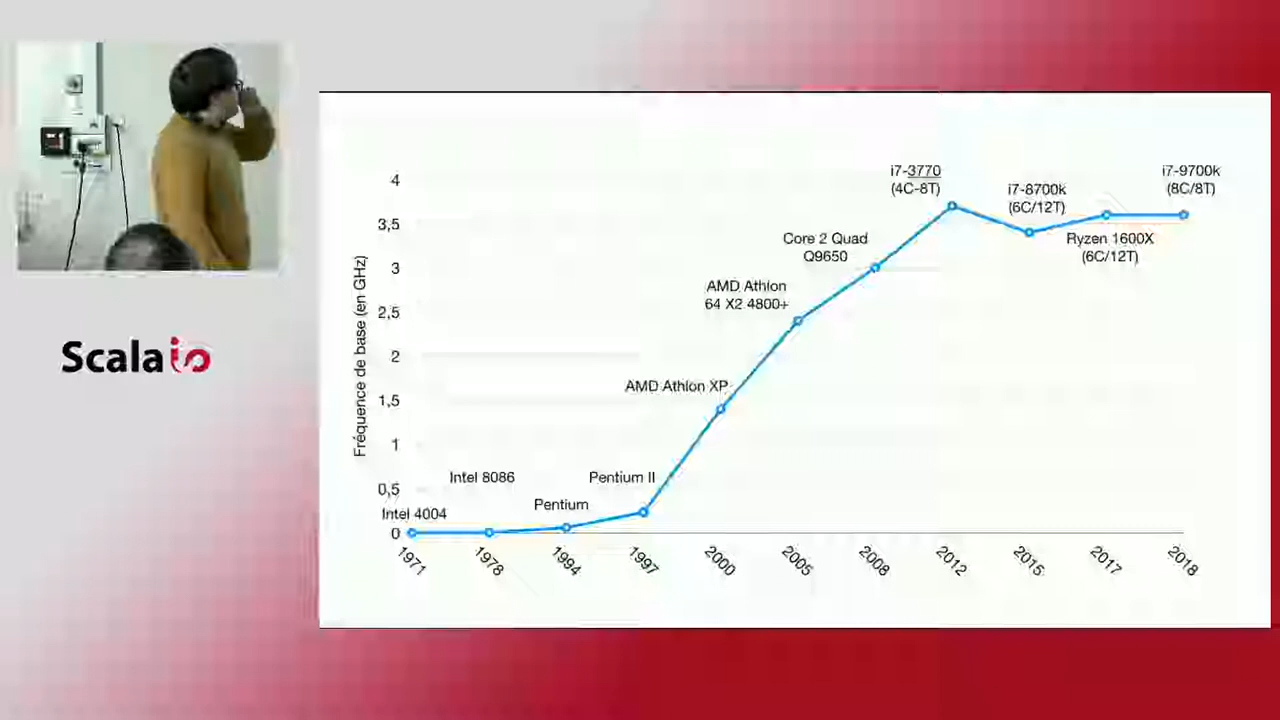 Scala io
Fréquence de base (en GHz)
4
3,5
3
2,5
2
1,5
1
0,5
0
Intel 4004
Intel 8086
Pentium
Pentium II
AMD Athlon XP
AMD Athlon
64 X2 4800+
Core 2 Quad
Q9650
i7-3770
(4C-8T)
i7-8700k
(6C/12T)
Ryzen 1600X
(6C/12T)
i7-9700k
(8C/8T)
1971
1978
1994
1997
2000
2005
2008
2012
2015
2017
2018